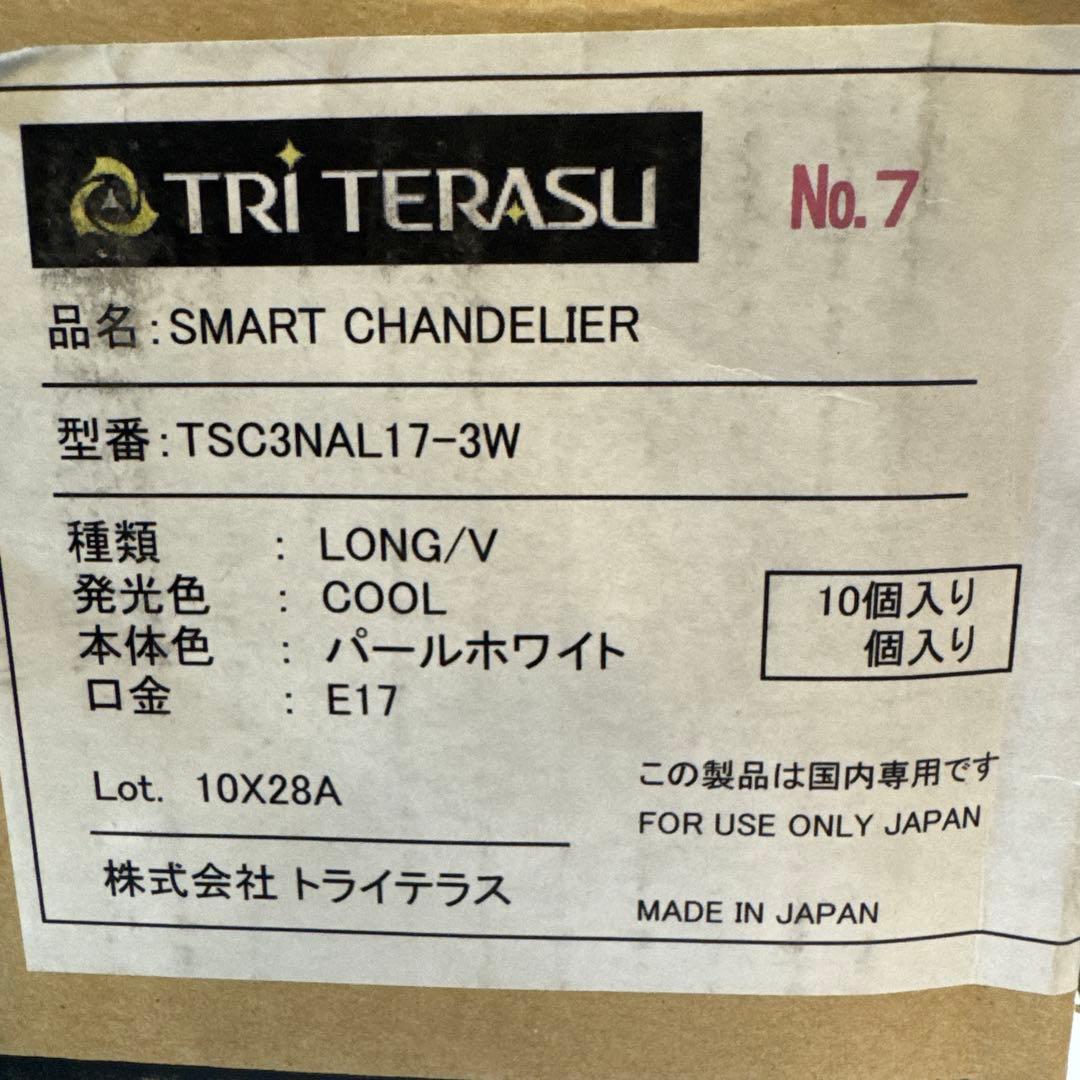 TRI TERASU
No.7
品名:SMART CHANDELIER
型番:TSC3NAL17-3W
種類 : LONG/V
発光色 : COOL
本体色 : パールホワイト
口金 : E17
10個入り
個入り
Lot. 10X28A
株式会社 トライテラス
この製品は国内専用です
FOR USE ONLY JAPAN
MADE IN JAPAN